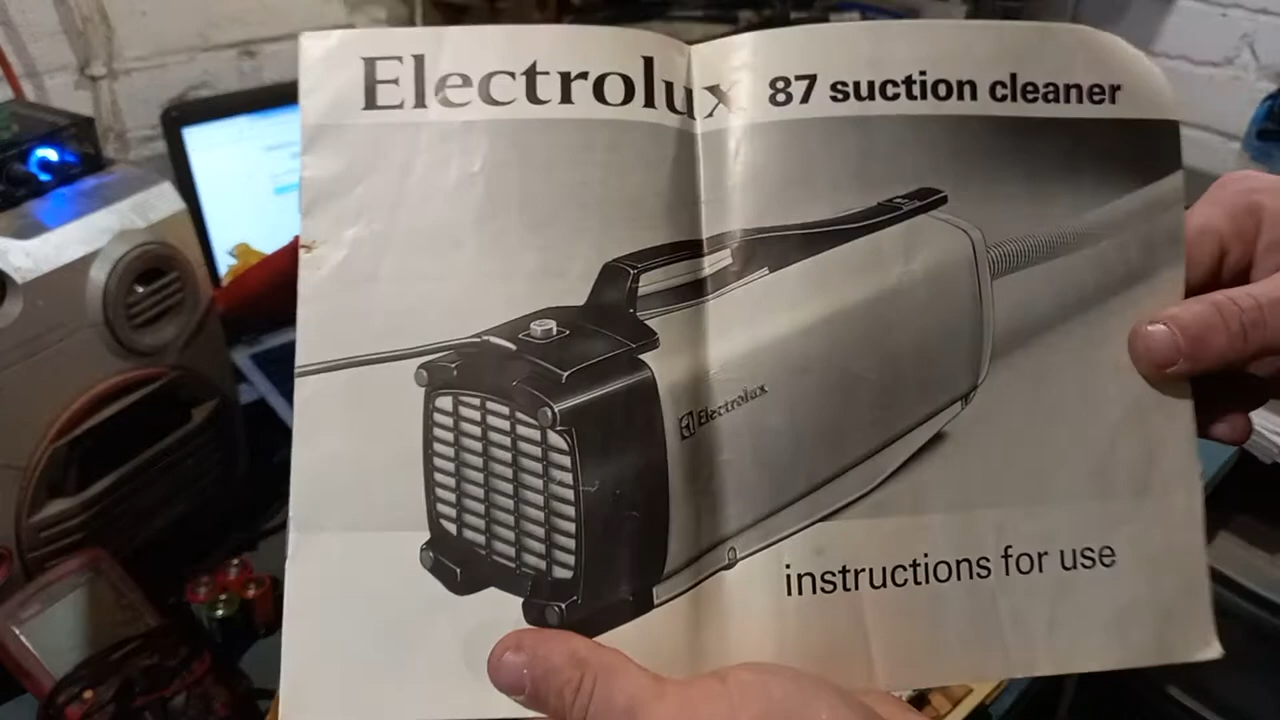 Electrolux 87 suction cleaner
Electrolux
instructions for use